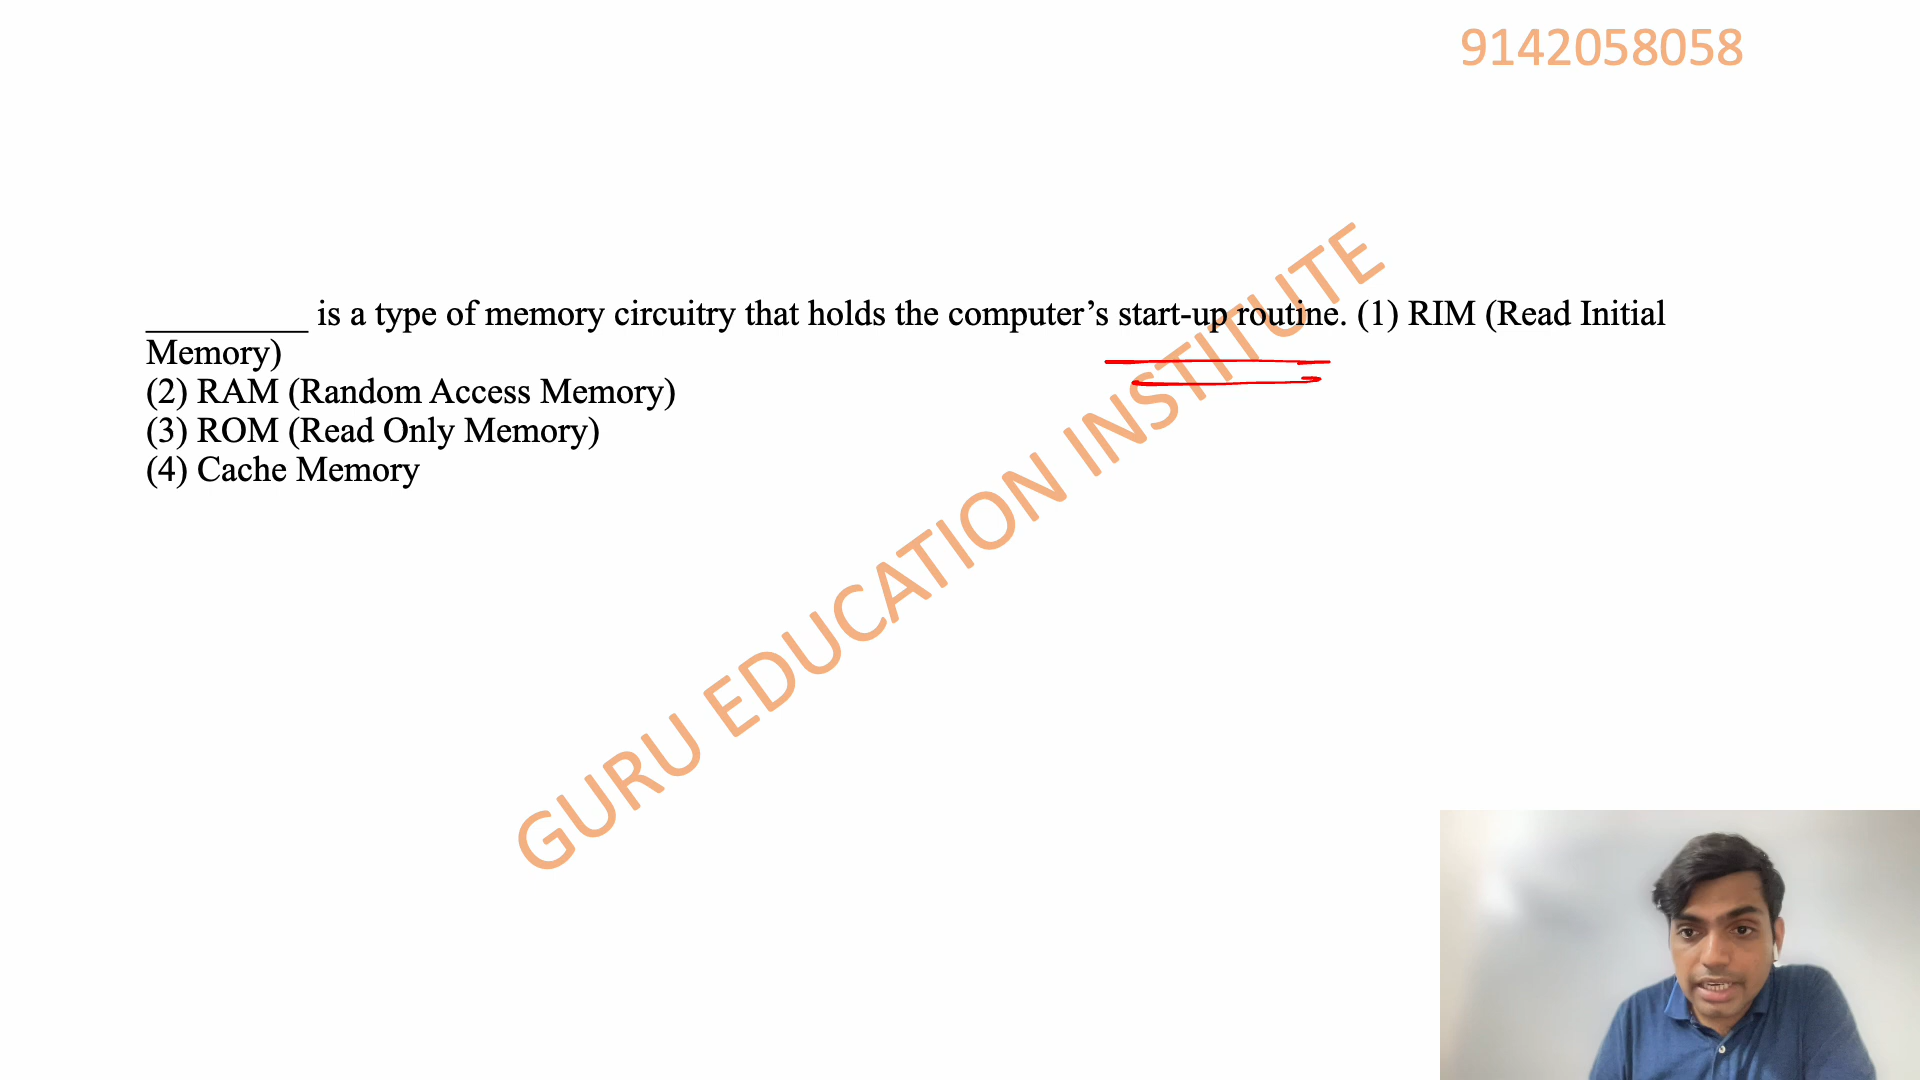 9142058058
_________ is a type of memory circuitry that holds the computer’s start-up routine. (1) RIM (Read Initial
Memory)
(2) RAM (Random Access Memory)
(3) ROM (Read Only Memory)
(4) Cache Memory
GURU EDUCATION INSTITUTE